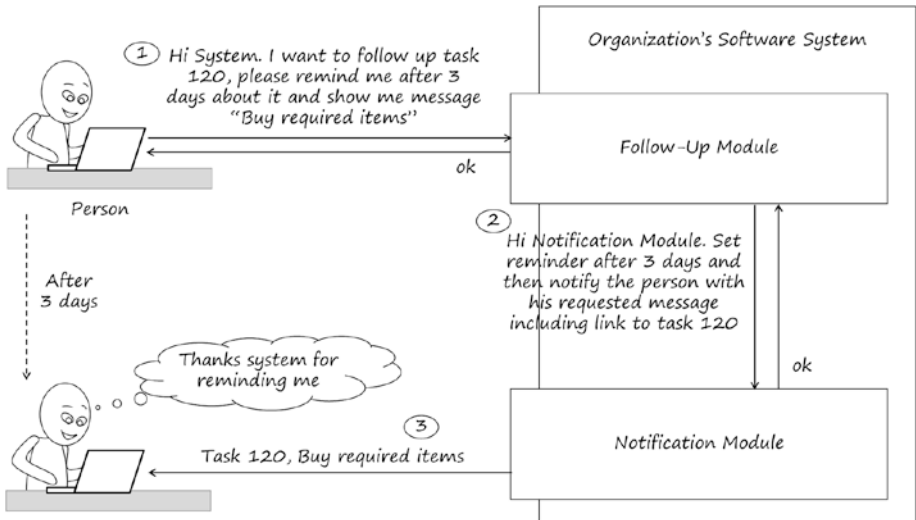 1
Hi System. I want to follow up task
120, please remind me after 3
days about it and show me message
“Buy required items”
Organization's Software System
Follow-Up Module
ok
Person
2
Hi Notification Module. Set
reminder after 3 days and
then notify the person with
his requested message
including link to task 120
After
3 days
ok
Thanks system for
reminding me
3
Task 120, Buy required items
Notification Module